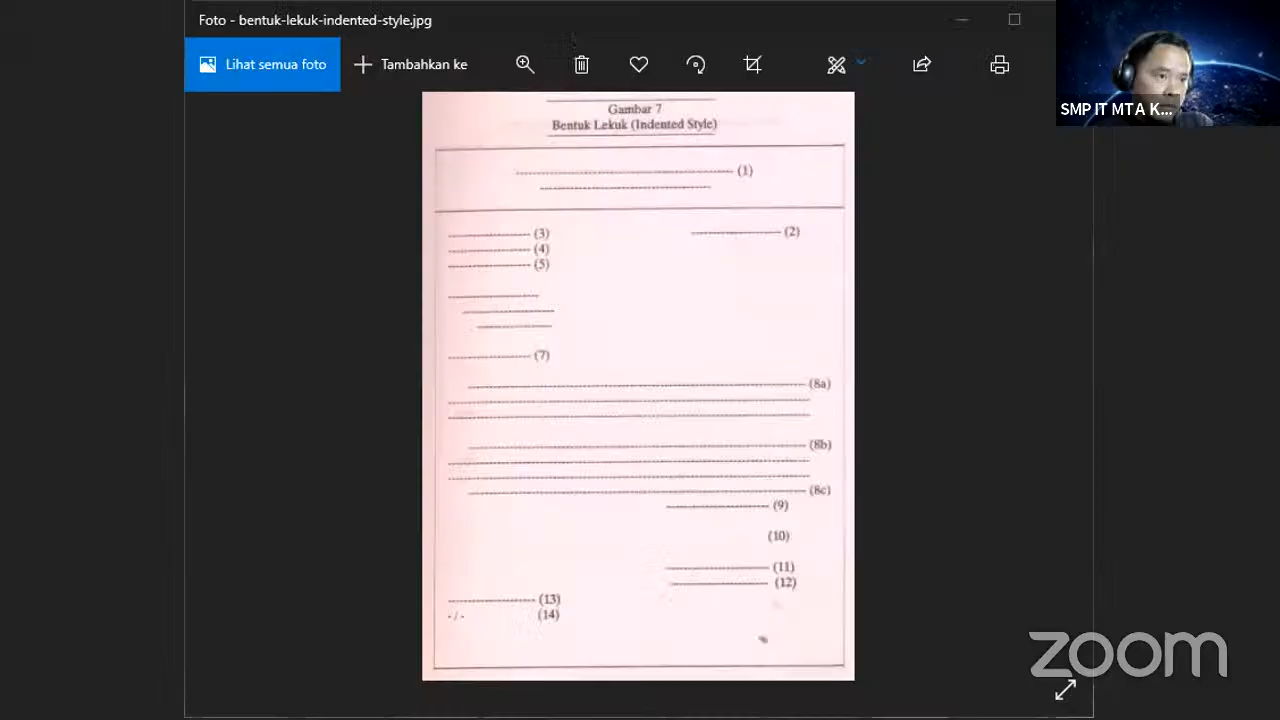 Foto - bentuk-lekuk-indented-style.jpg
Lihat semua foto
Tambahkan ke
SMP IT MTA K...
Gambar 7
Bentuk Lekuk (Indented Style)
(1)
(3) (2)
(4)
(5)
(7)
(8a)
(8b)
(8c)
(9)
(10)
(11)
(12)
(13)
- / - (14)
zoom